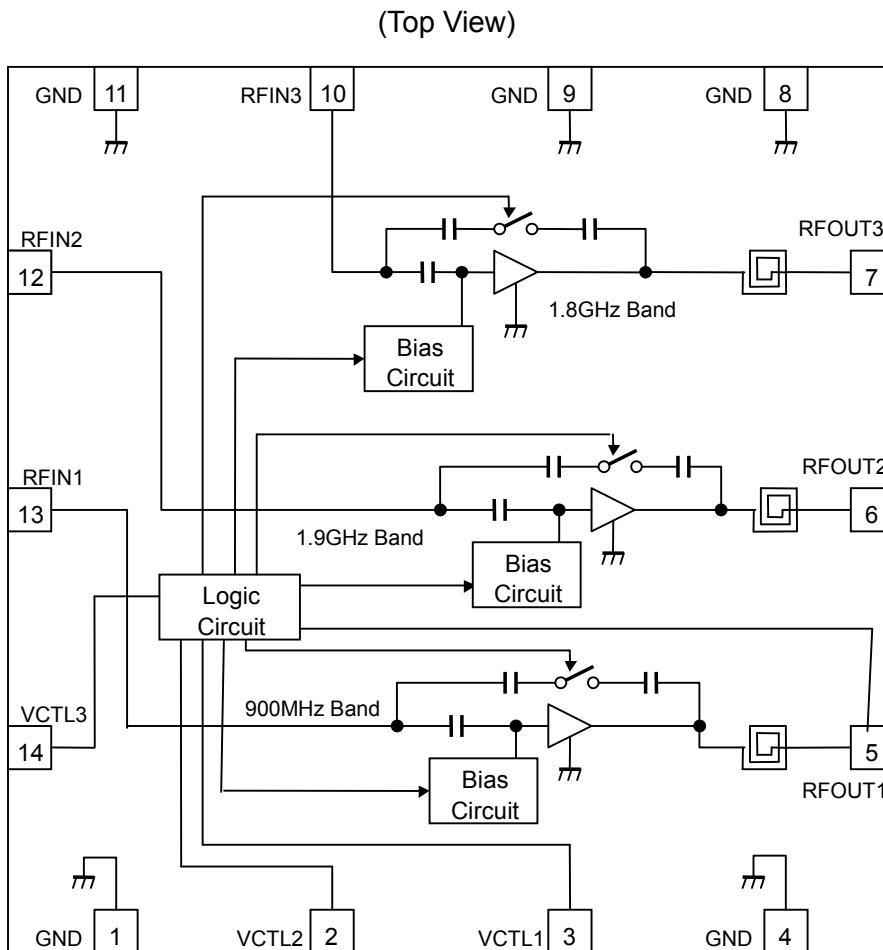 (Top View)
GND 11
RFIN3 10
GND 9
GND 8
RFIN2
12
RFOUT3
7
1.8GHz Band
Bias
Circuit
RFIN1
13
RFOUT2
6
1.9GHz Band
Bias
Circuit
Logic
Circuit
VCTL3
14
900MHz Band
5
RFOUT1
Bias
Circuit
GND 1
VCTL2 2
VCTL1 3
GND 4